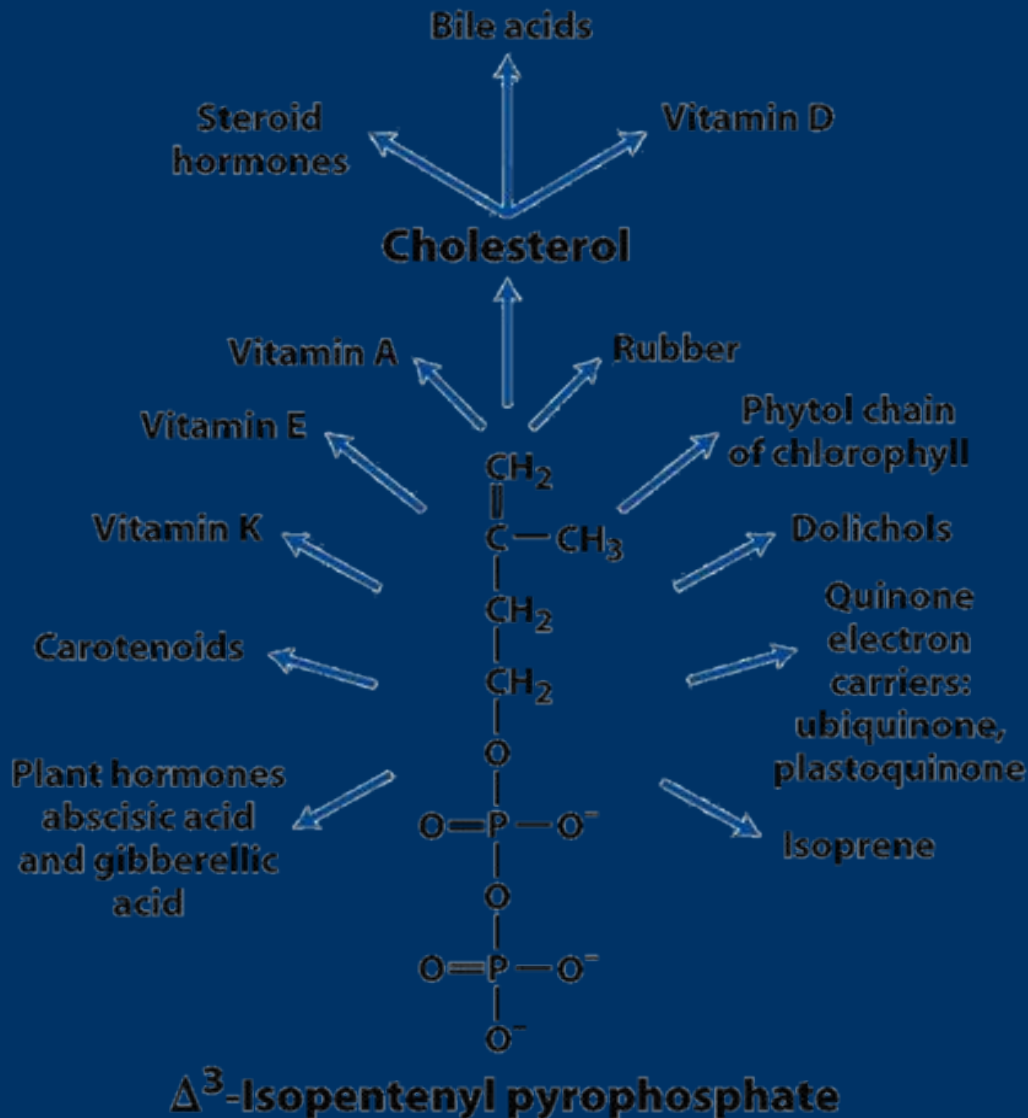 Bile acids
Steroid
hormones
Vitamin D
Cholesterol
Vitamin A
Rubber
Vitamin E
Phytol chain
of chlorophyll
Vitamin K
Dolichols
Carotenoids
Quinone
electron
carriers:
ubiquinone,
plastoquinone
Plant hormones
abscisic acid
and gibberellic
acid
Isoprene
CH₂
C—CH₃
CH₂
CH₂
O
O=P—O⁻
O
O=P—O⁻
O⁻
Δ³-Isopentenyl pyrophosphate